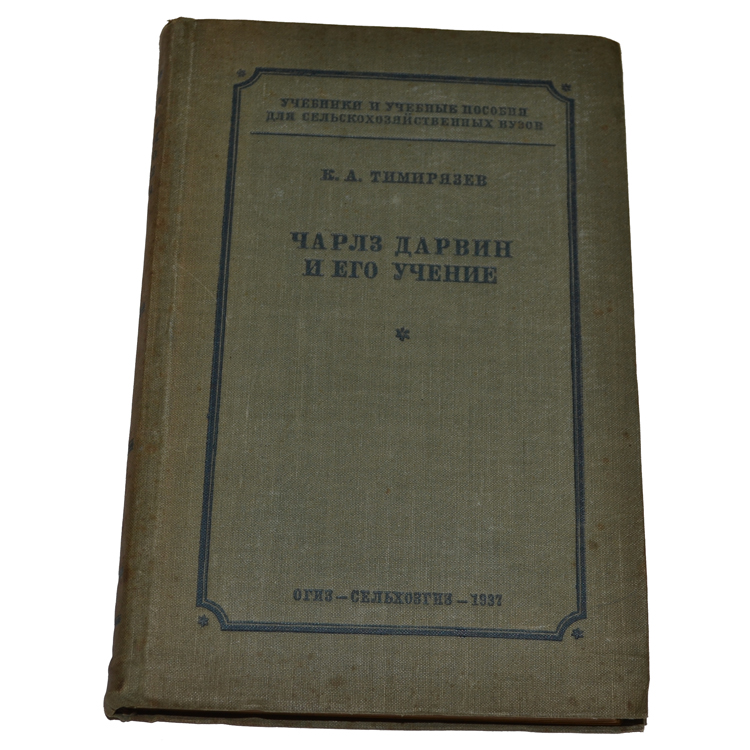 УЧЕБНИКИ И УЧЕБНЫЕ ПОСОБИЯ
ДЛЯ СЕЛЬСКОХОЗЯЙСТВЕННЫХ ВУЗОВ
К. А. ТИМИРЯЗЕВ
ЧАРЛЗ ДАРВИН
И ЕГО УЧЕНИЕ
ОГИЗ — СЕЛЬХОЗГИЗ — 1937